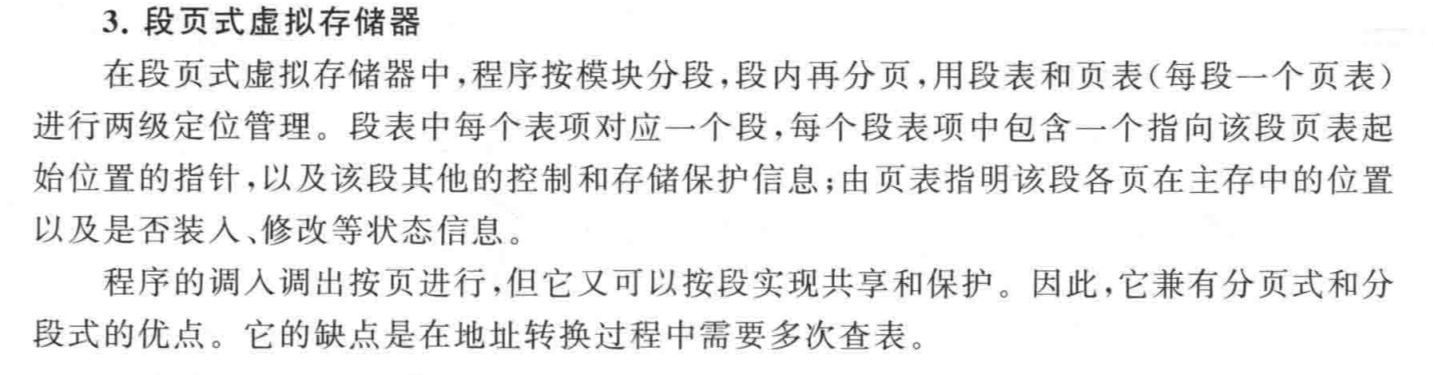 3. 段页式虚拟存储器
在段页式虚拟存储器中,程序按模块分段,段内再分页,用段表和页表(每段一个页表)
进行两级定位管理。段表中每个表项对应一个段,每个段表项中包含一个指向该段页表起
始位置的指针,以及该段其他的控制和存储保护信息;由页表指明该段各页在主存中的位置
以及是否装入、修改等状态信息。
程序的调入调出按页进行,但它又可以按段实现共享和保护。因此,它兼有分页式和分
段式的优点。它的缺点是在地址转换过程中需要多次查表。